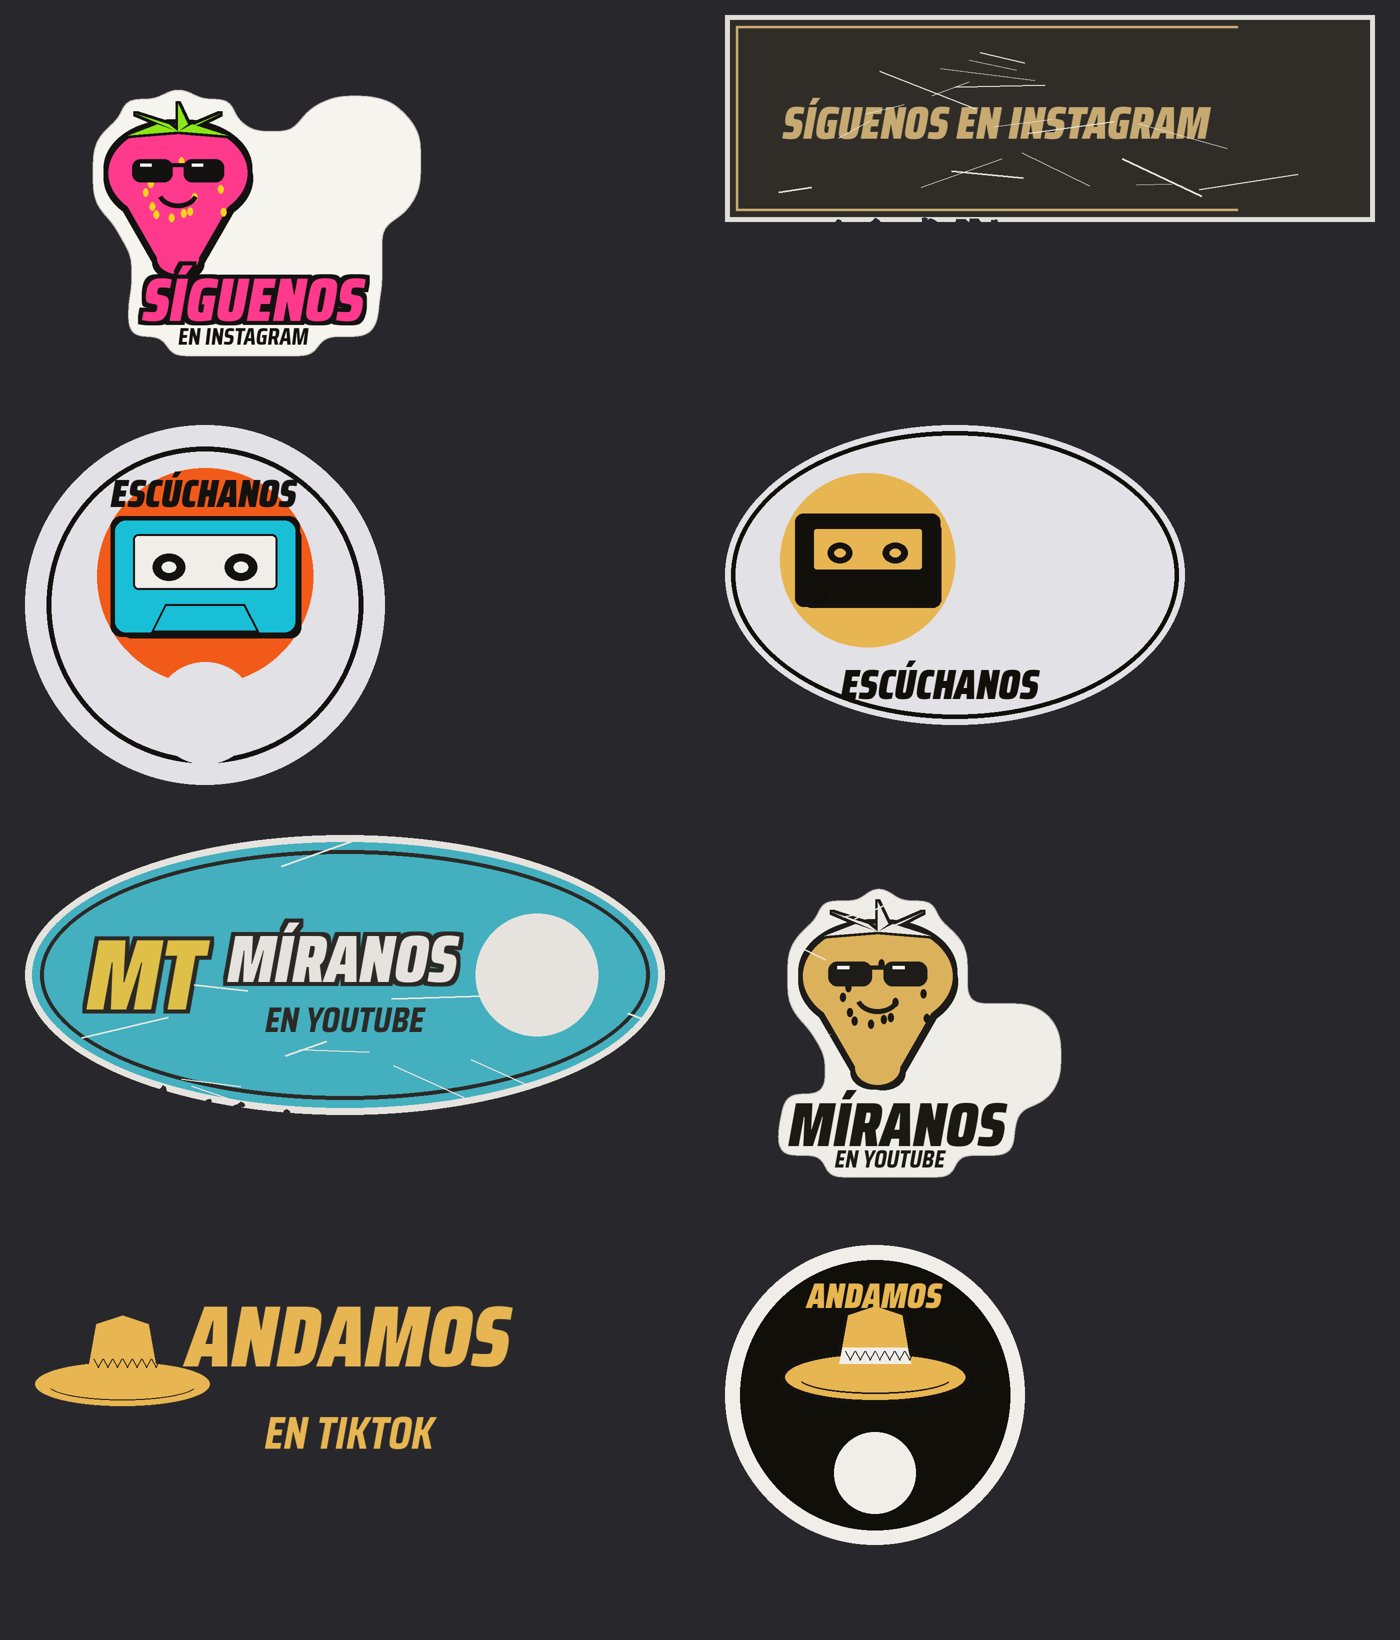 SÍGUENOS
EN INSTAGRAM
SÍGUENOS EN INSTAGRAM
ESCÚCHANOS
ESCÚCHANOS
MT MÍRANOS
EN YOUTUBE
MÍRANOS
EN YOUTUBE
ANDAMOS
EN TIKTOK
ANDAMOS